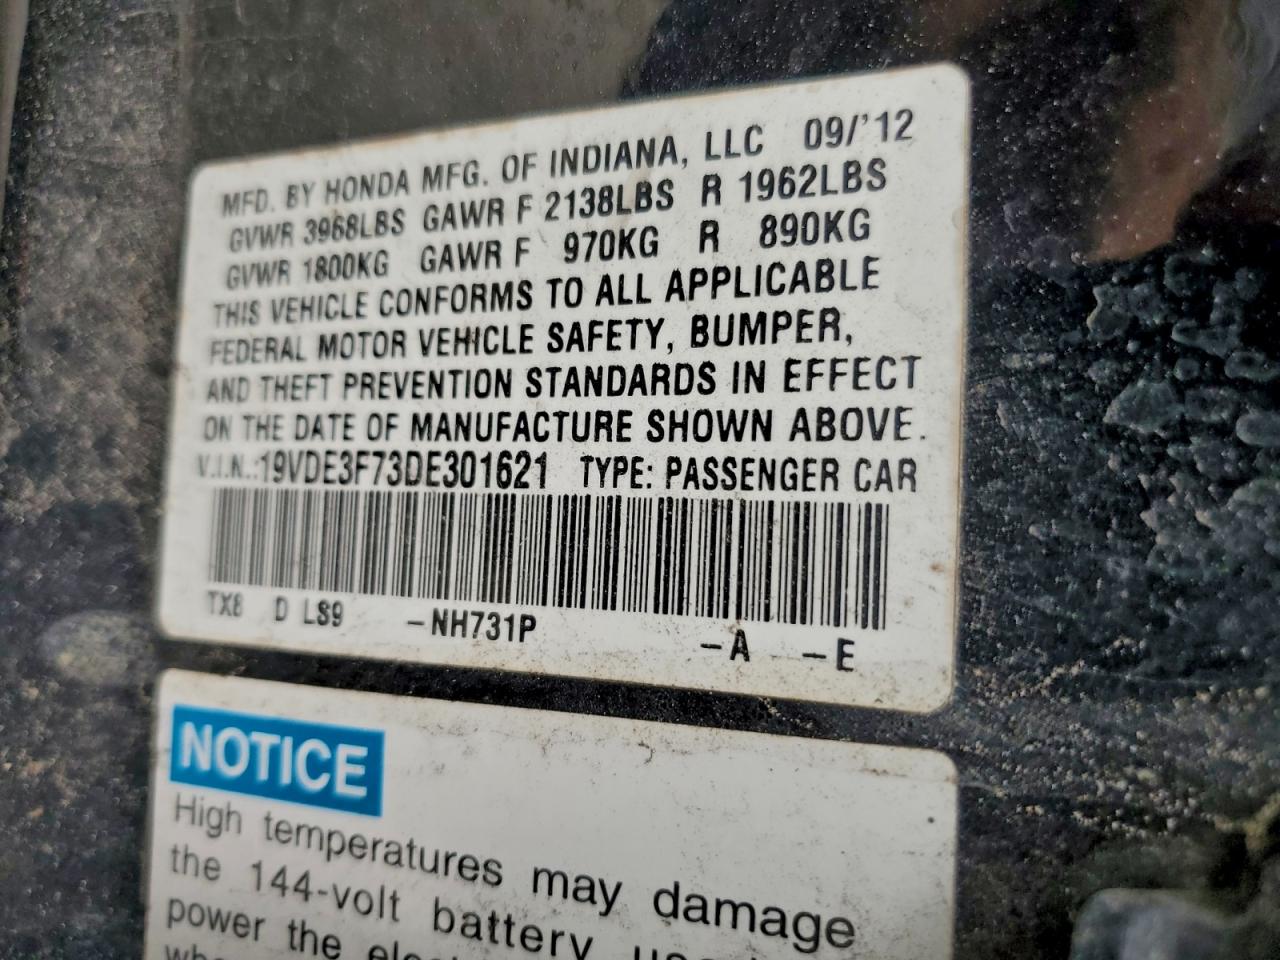 MFD. BY HONDA MFG. OF INDIANA, LLC 09/'12
GVWR 3968LBS GAWR F 2138LBS R 1962LBS
GVWR 1800KG GAWR F 970KG R 890KG
THIS VEHICLE CONFORMS TO ALL APPLICABLE
FEDERAL MOTOR VEHICLE SAFETY, BUMPER,
AND THEFT PREVENTION STANDARDS IN EFFECT
ON THE DATE OF MANUFACTURE SHOWN ABOVE.
V.I.N.:19VDE3F73DE301621 TYPE: PASSENGER CAR
TX8 D LS9 -NH731P -A -E
NOTICE
High temperatures may damage
the 144-volt battery
power the